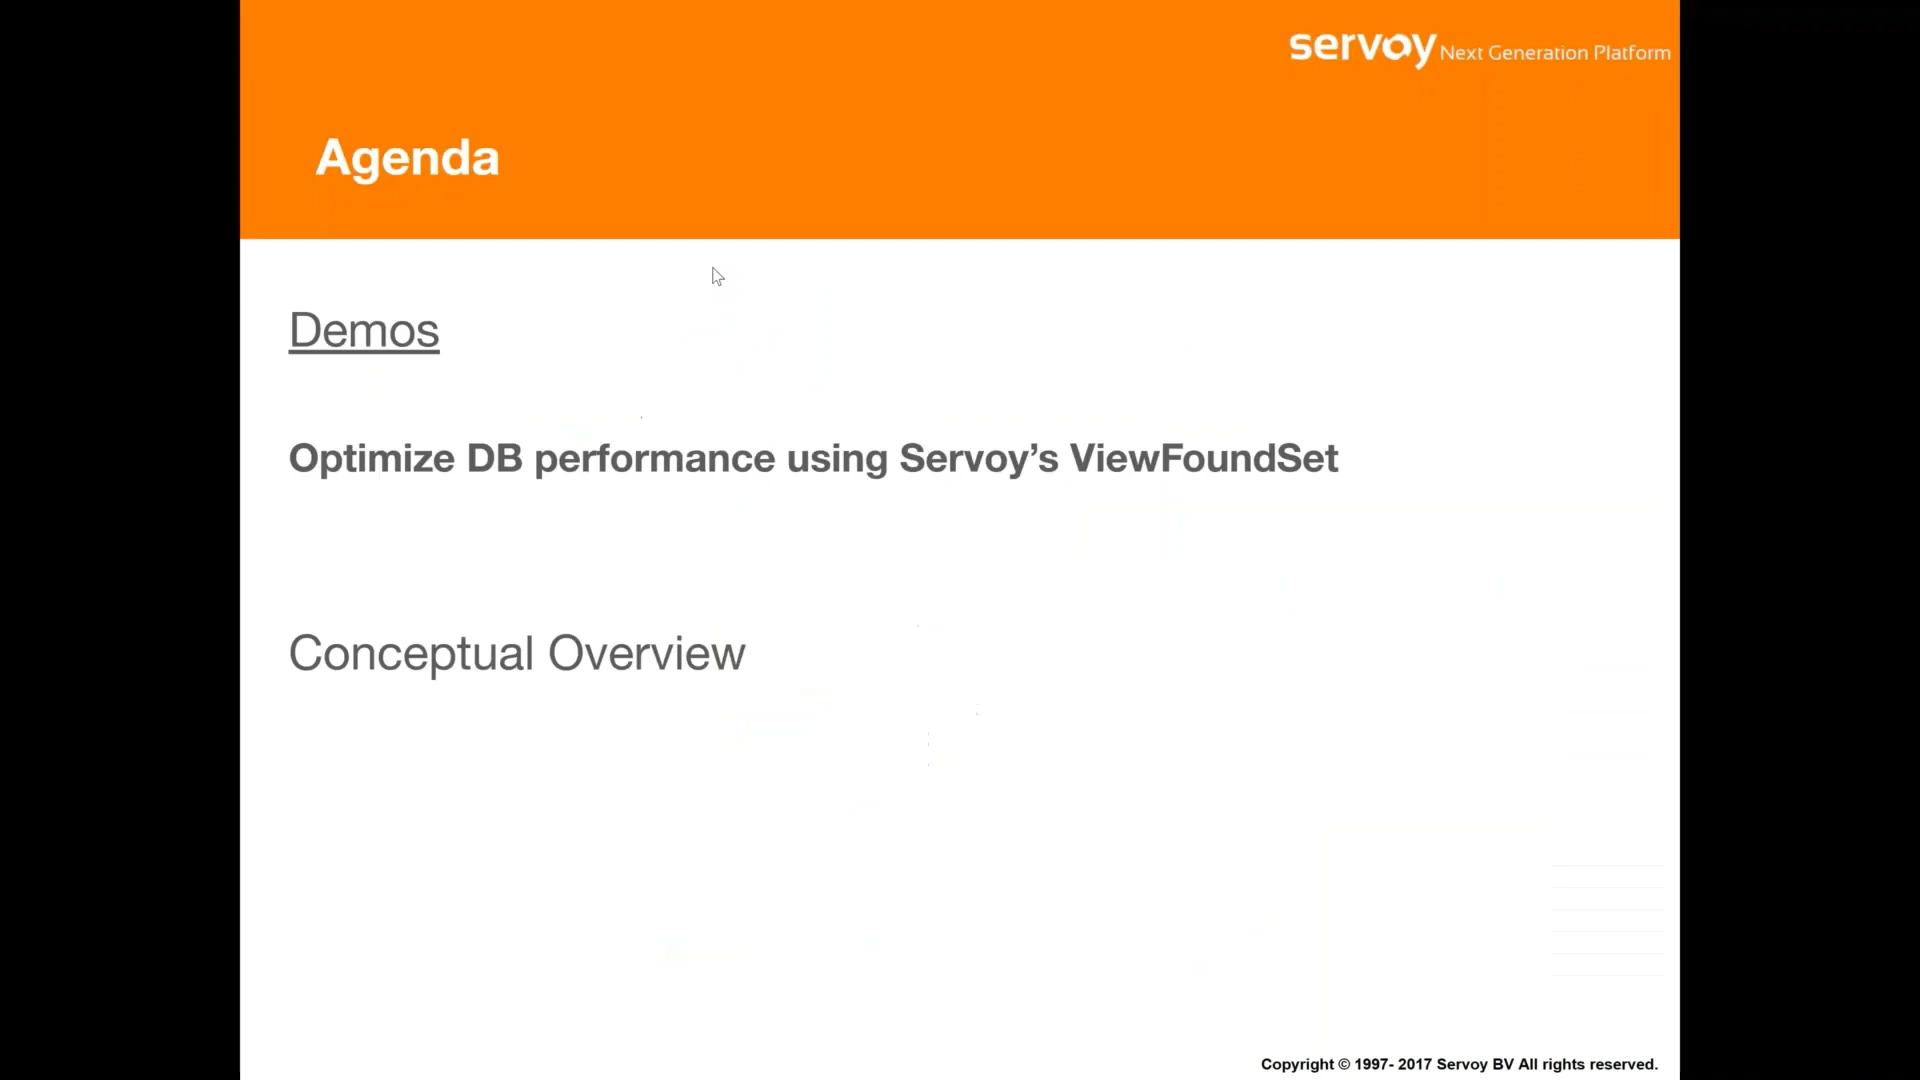 servoy Next Generation Platform
Agenda
Demos
Optimize DB performance using Servoy’s ViewFoundSet
Conceptual Overview
Copyright © 1997- 2017 Servoy BV All rights reserved.